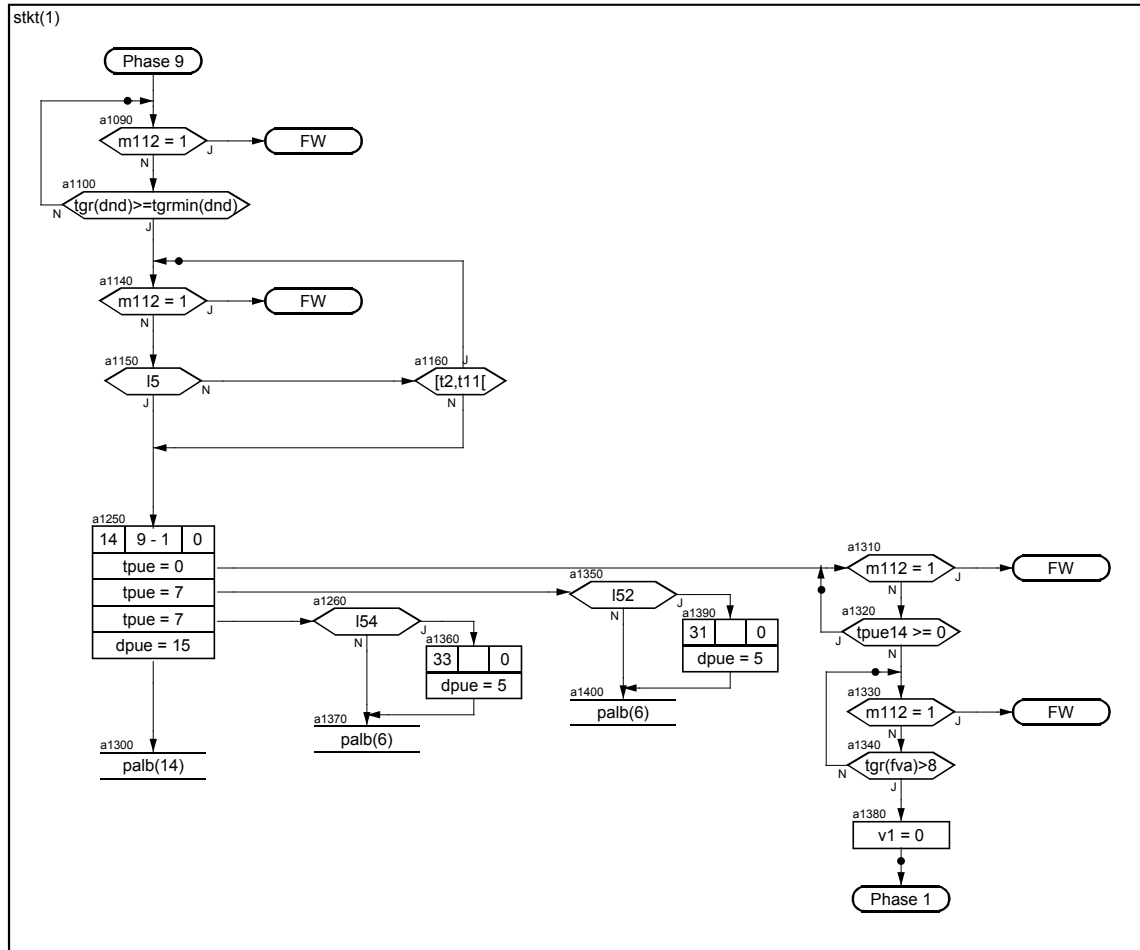 stkt(1)
Phase 9
a1090
m112 = 1
J
FW
N
a1100
tgr(dnd)>=tgrmin(dnd)
N
J
a1140
m112 = 1
J
FW
N
a1150
l5
N
J
a1160
J
[t2,t11[
N
a1250
14 9 - 1 0
tpue = 0
tpue = 7
tpue = 7
dpue = 15
a1260
l54
J
N
a1360
33 0
dpue = 5
a1370
palb(6)
a1300
palb(14)
a1350
l52
J
N
a1390
31 0
dpue = 5
a1400
palb(6)
a1310
m112 = 1
J
FW
N
a1320
tpue14 >= 0
J
N
a1330
m112 = 1
J
FW
N
a1340
tgr(fva)>8
N
J
a1380
v1 = 0
Phase 1